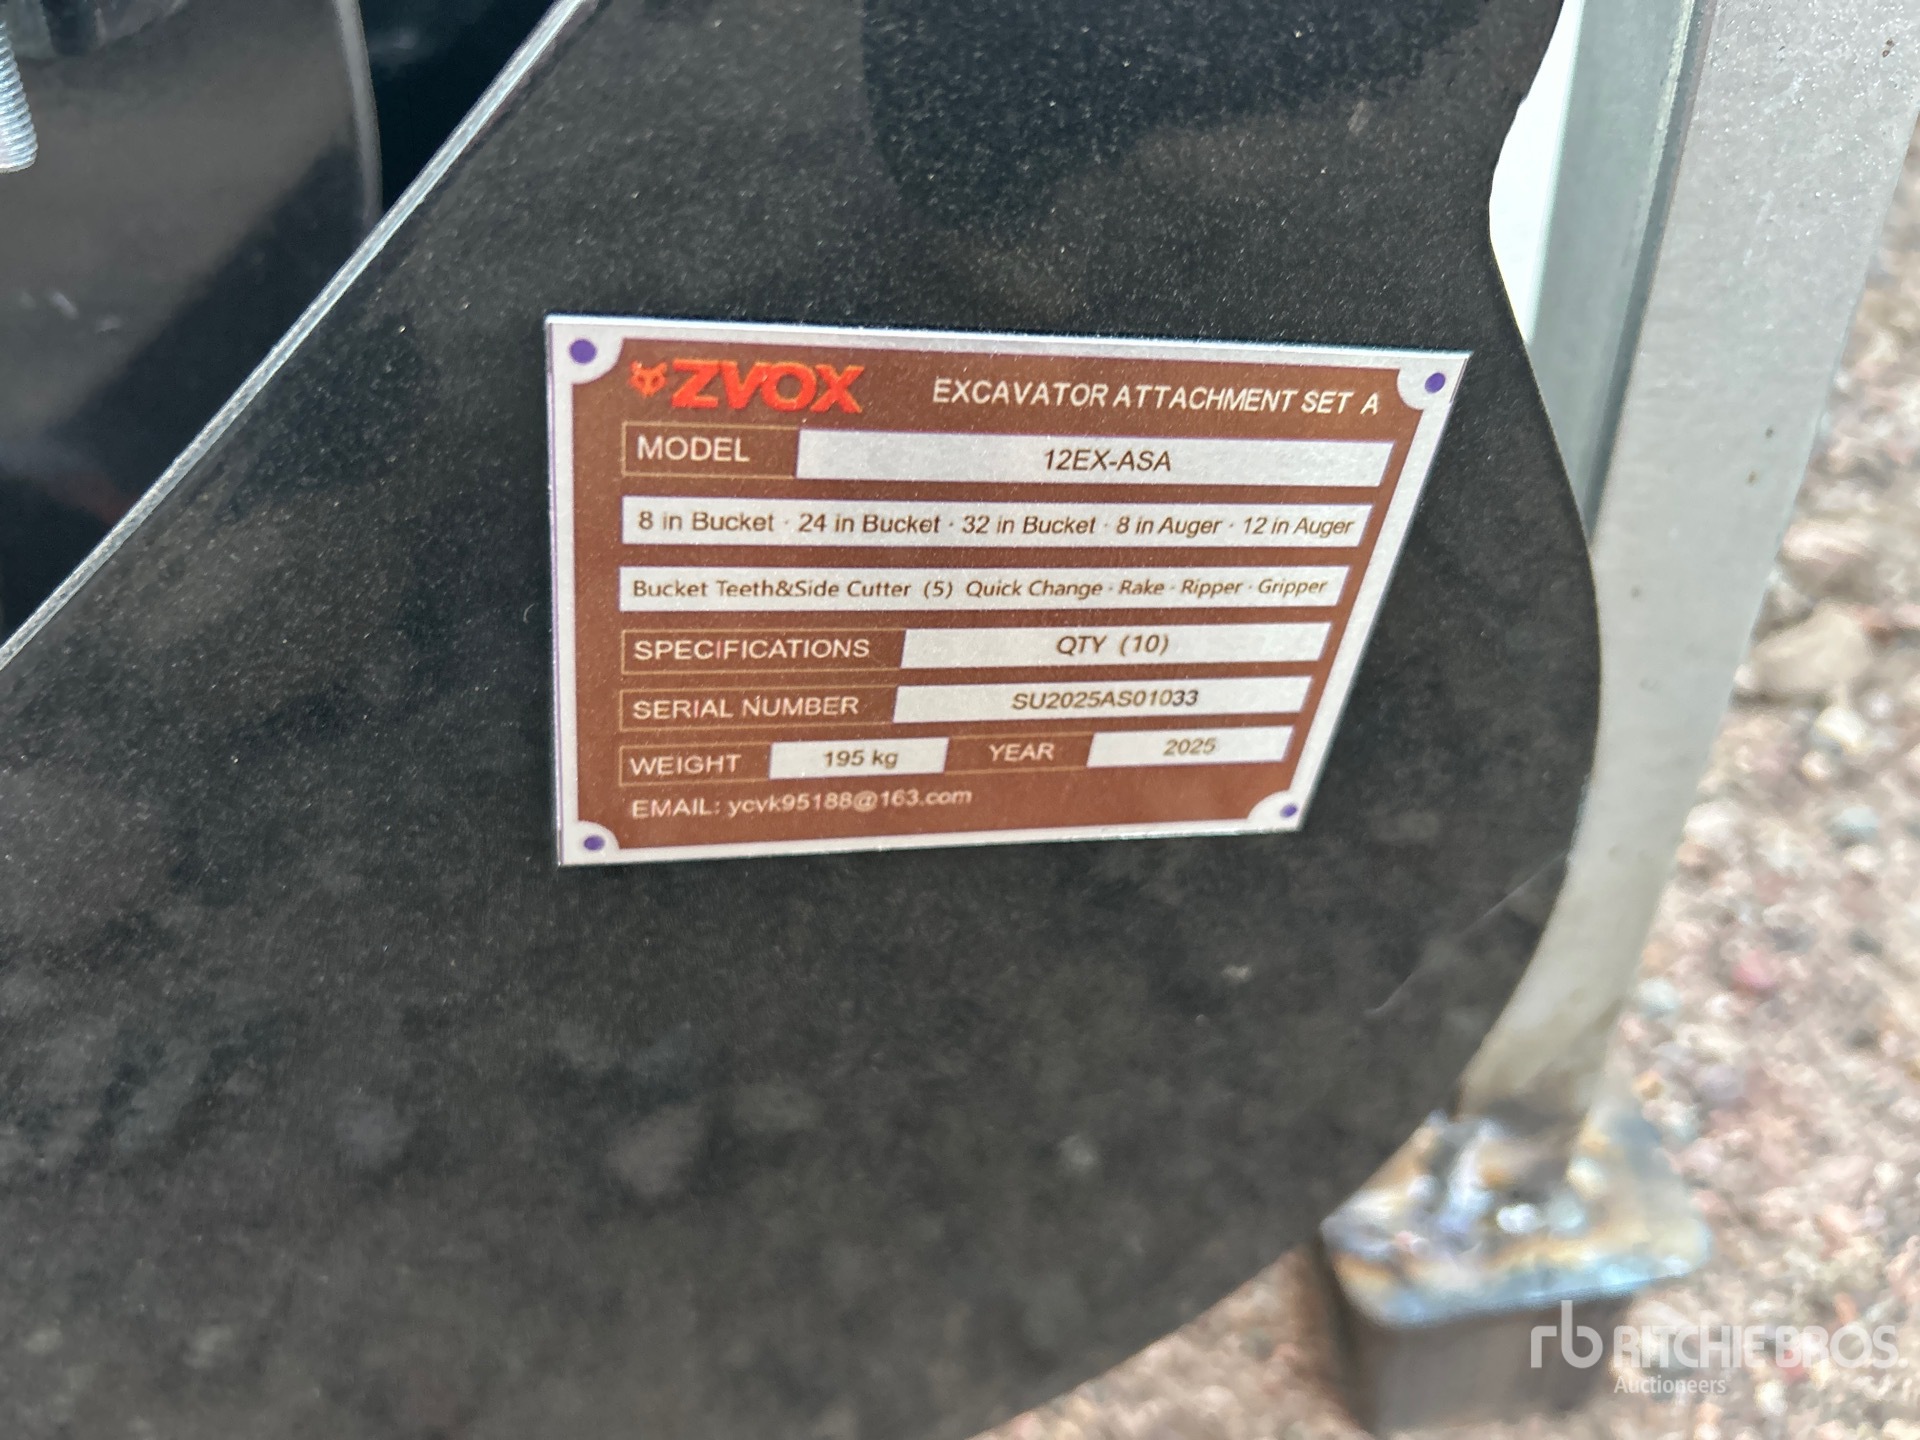 ZVOX EXCAVATOR ATTACHMENT SET A
MODEL 12EX-ASA
8 in Bucket · 24 in Bucket · 32 in Bucket · 8 in Auger · 12 in Auger
Bucket Teeth&Side Cutter (5) Quick Change · Rake · Ripper · Gripper
SPECIFICATIONS QTY (10)
SERIAL NUMBER SU2025AS01033
WEIGHT 195 kg YEAR 2025
EMAIL: ycvk95188@163.com
rb RITCHIE BROS.
Auctioneers